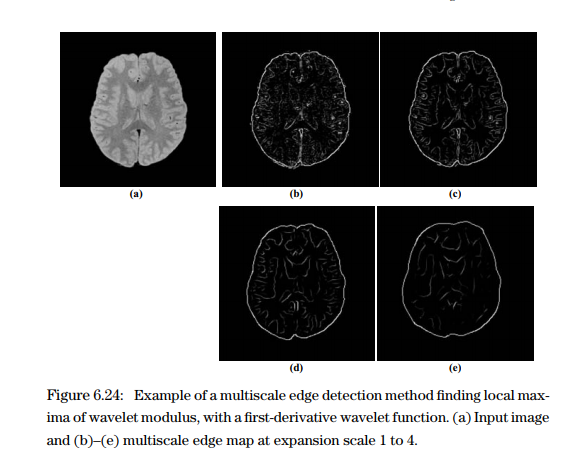 (a)
(b)
(c)
(d)
(e)
Figure 6.24: Example of a multiscale edge detection method finding local max-
ima of wavelet modulus, with a first-derivative wavelet function. (a) Input image
and (b)–(e) multiscale edge map at expansion scale 1 to 4.